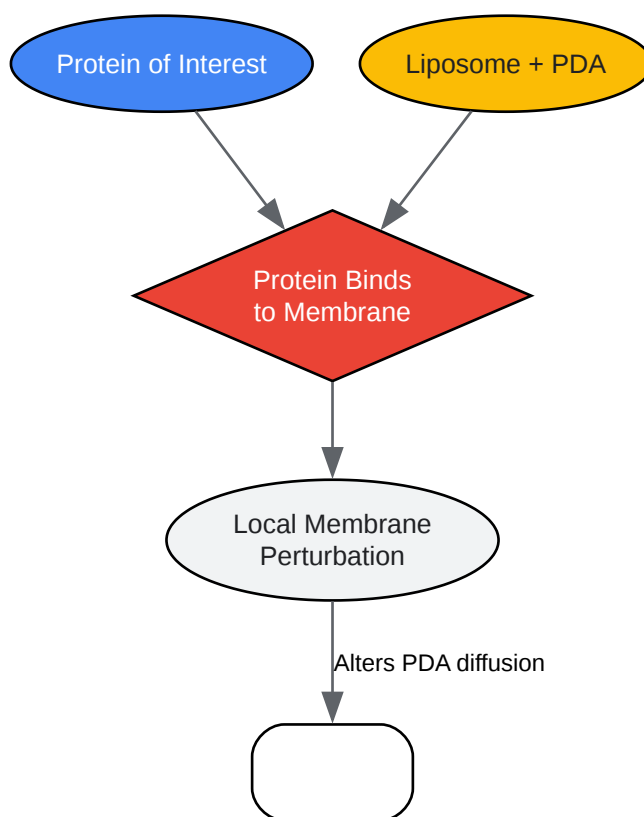 Protein of Interest
Liposome + PDA
Protein Binds
to Membrane
Local Membrane
Perturbation
Alters PDA diffusion